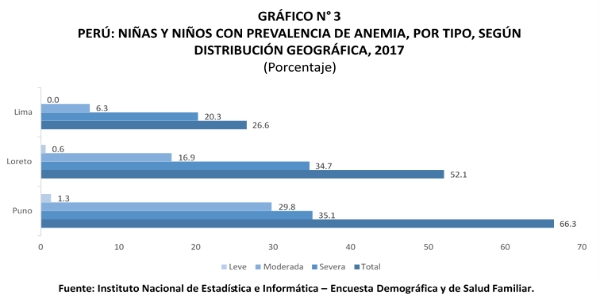 GRÁFICO N° 3
PERÚ: NIÑAS Y NIÑOS CON PREVALENCIA DE ANEMIA, POR TIPO, SEGÚN
DISTRIBUCIÓN GEOGRÁFICA, 2017
(Porcentaje)
Lima
0.0
6.3
20.3
26.6
Loreto
0.6
16.9
34.7
52.1
Puno
1.3
29.8
35.1
66.3
0 10 20 30 40 50 60 70
Leve Moderada Severa Total
Fuente: Instituto Nacional de Estadística e Informática – Encuesta Demográfica y de Salud Familiar.